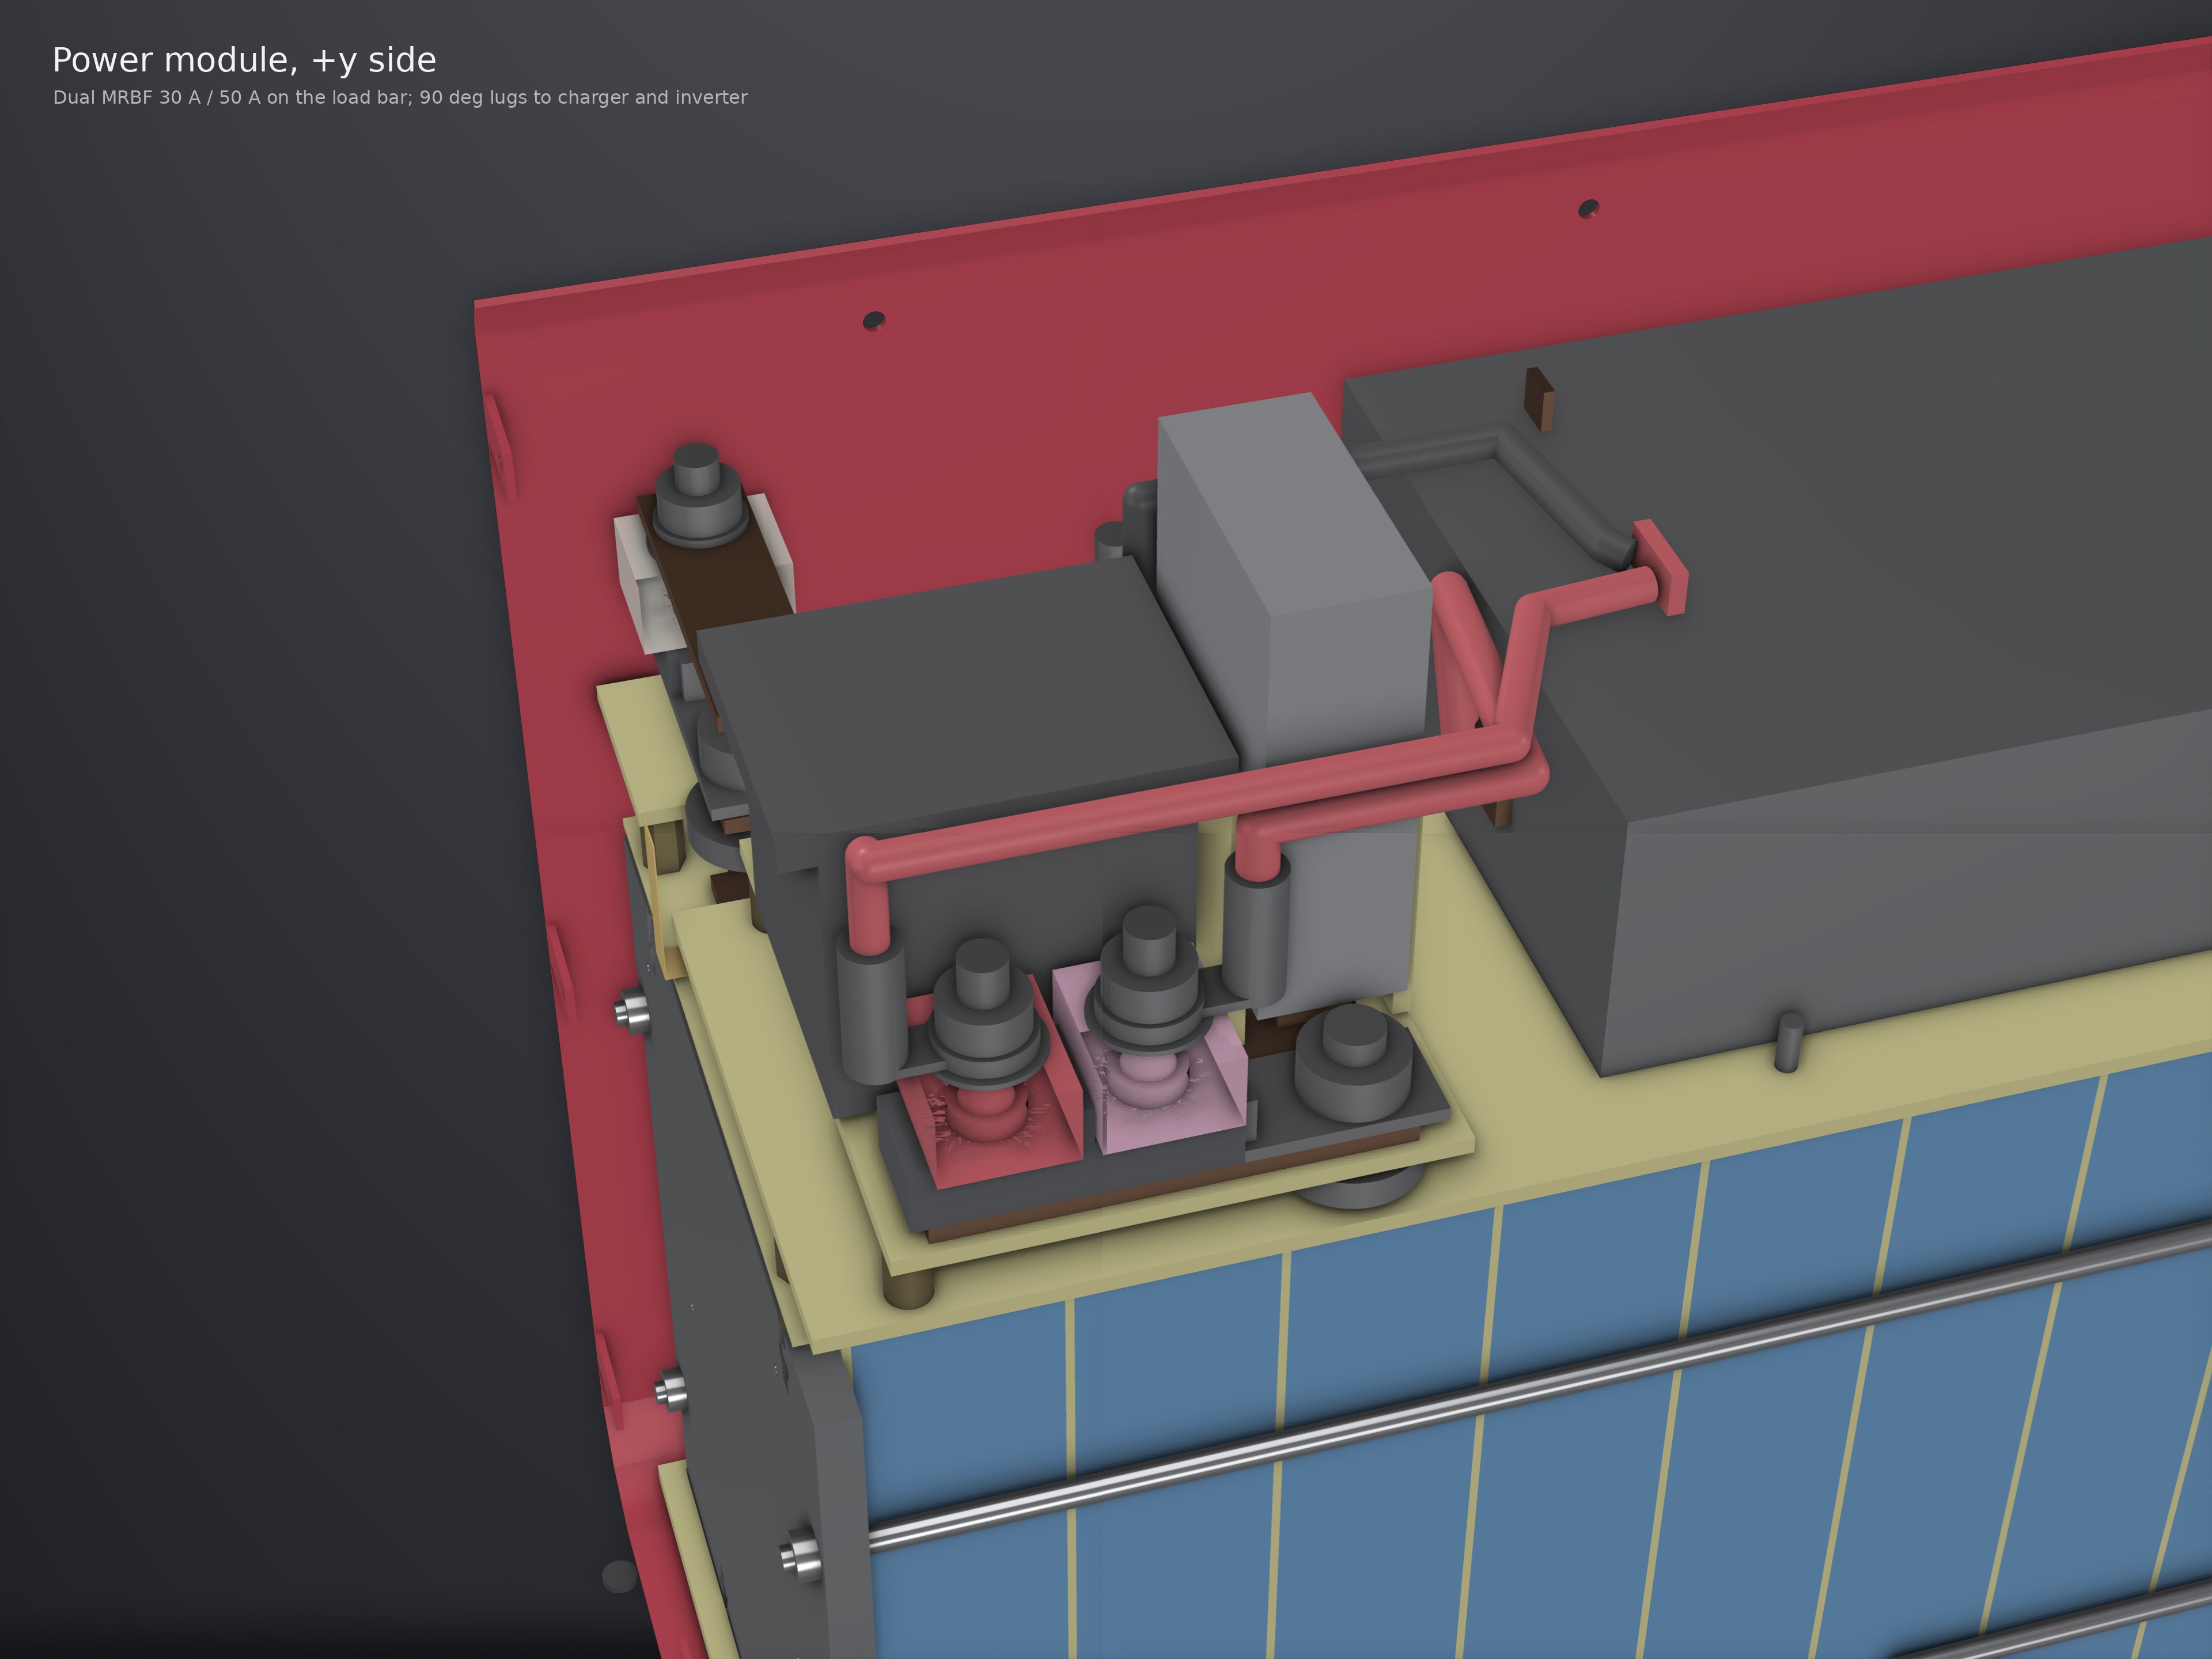 Power module, +y side
Dual MRBF 30 A / 50 A on the load bar; 90 deg lugs to charger and inverter